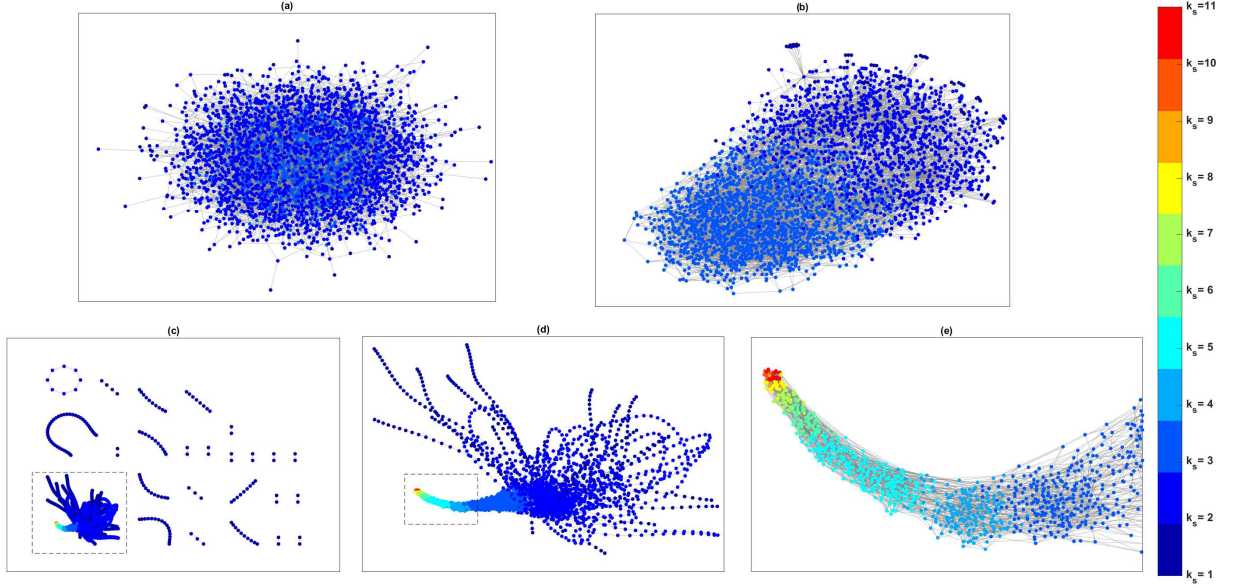 (a)
(b)
(c)
(d)
(e)
k_s=11
k_s=10
k_s= 9
k_s= 8
k_s=7
k_s= 6
k_s= 5
k_s= 4
k_s= 3
k_s= 2
k_s= 1